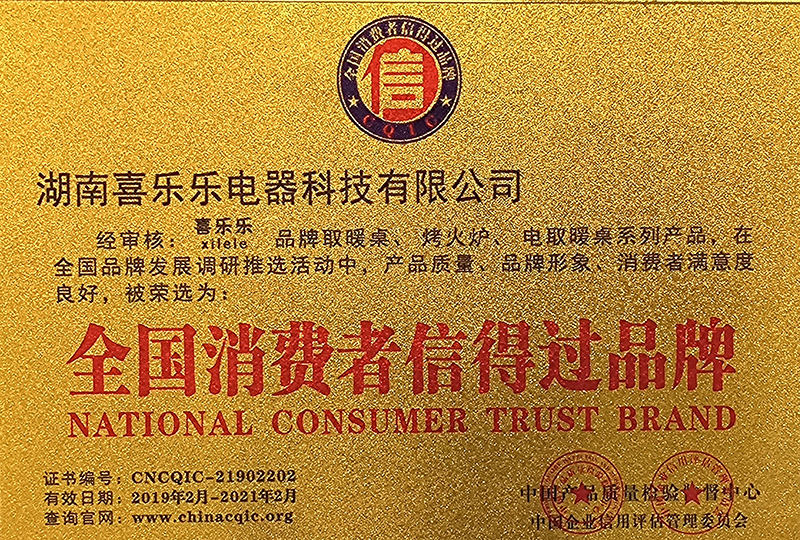 全国消费者信得过品牌
信
CQIC
湖南喜乐乐电器科技有限公司
经审核：喜乐乐 xilele 品牌取暖桌、烤火炉、电取暖桌系列产品，在
全国品牌发展调研推选活动中，产品质量、品牌形象、消费者满意度
良好，被荣选为：
全国消费者信得过品牌
NATIONAL CONSUMER TRUST BRAND
证书编号：CNCQIC-21902202
有效日期：2019年2月-2021年2月
查询官网：www.chinacqic.org
中国产品质量检验监督中心
中国企业信用评估管理委员会